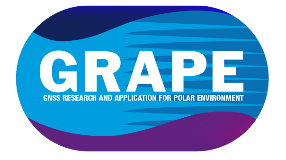 GRAPE
GNSS RESEARCH AND APPLICATION FOR POLAR ENVIRONMENT